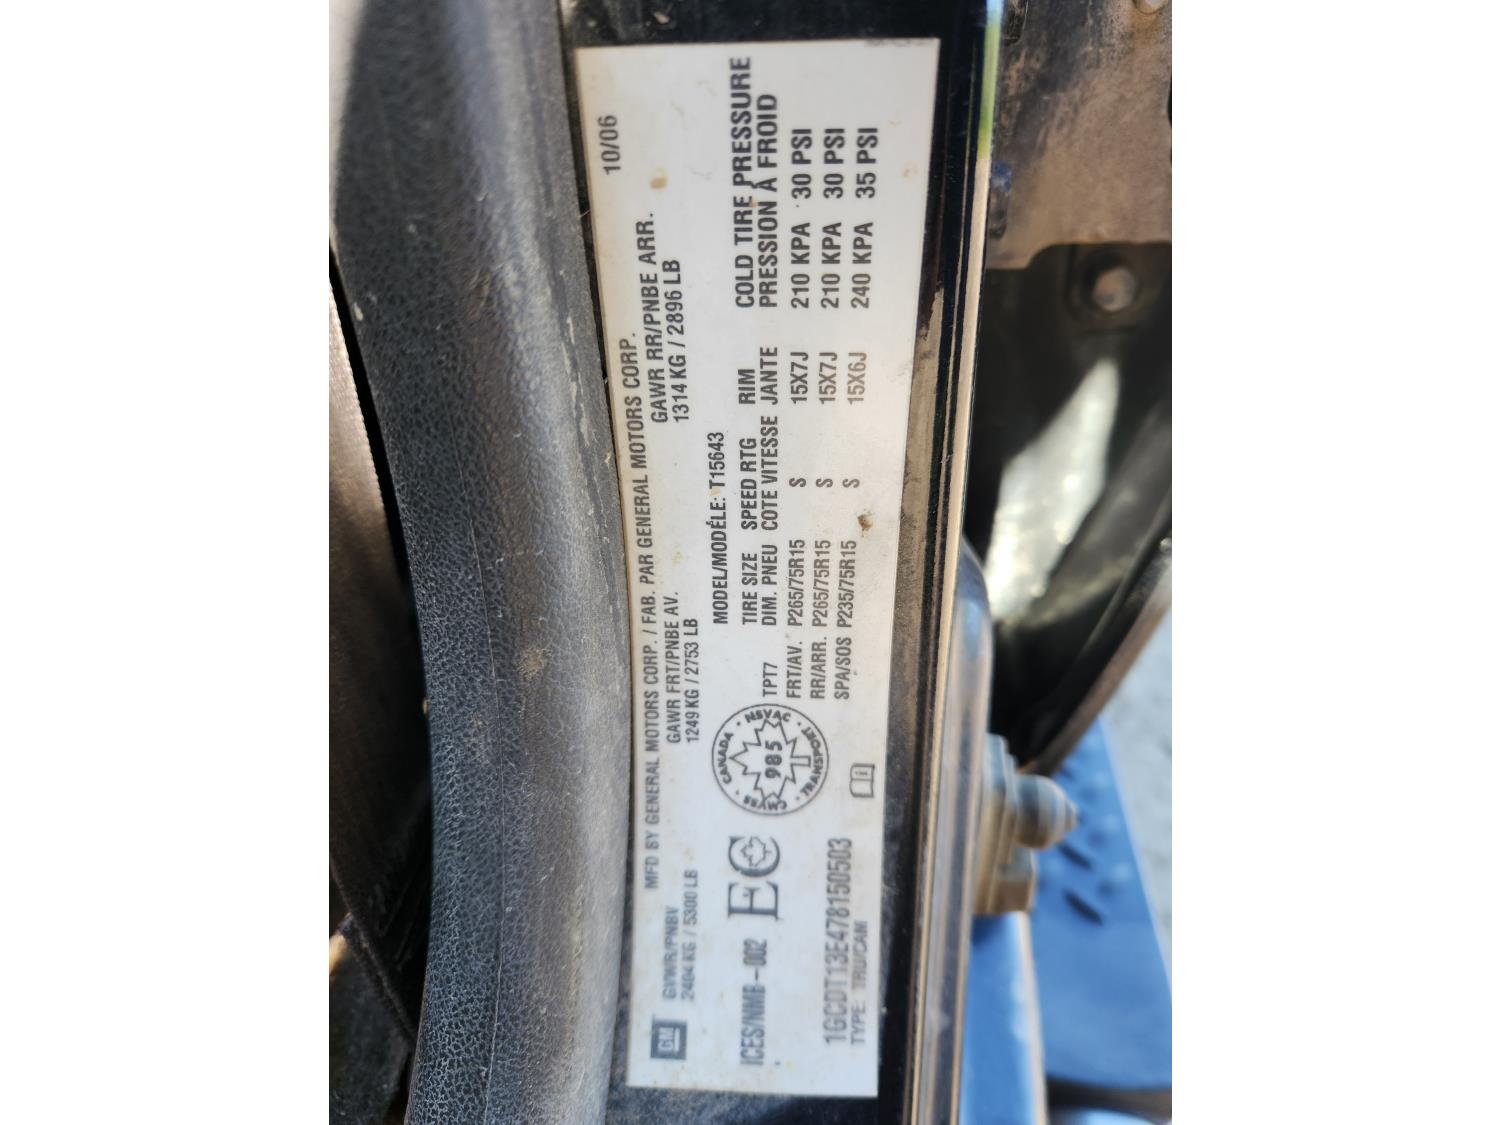 10/06
MFD BY GENERAL MOTORS CORP. / FAB. PAR GENERAL MOTORS CORP.
GM
GVWR/PNBV GAWR FRT/PNBE AV. GAWR RR/PNBE ARR.
2404 KG / 5300 LB 1249 KG / 2753 LB 1314 KG / 2896 LB
MODEL/MODÉLE: T15643
ICES/NMB-002
EC
CANADA · NSVAC · TRANSPORT · CMVSS ·
985
TIRE SIZE SPEED RTG RIM COLD TIRE PRESSURE
TPT7 DIM. PNEU COTE VITESSE JANTE PRESSION À FROID
FRT/AV. P265/75R15 S 15X7J 210 KPA 30 PSI
RR/ARR. P265/75R15 S 15X7J 210 KPA 30 PSI
SPA/SOS P235/75R15 S 15X6J 240 KPA 35 PSI
1GCDT13E478150503
TYPE: TRU/CAM